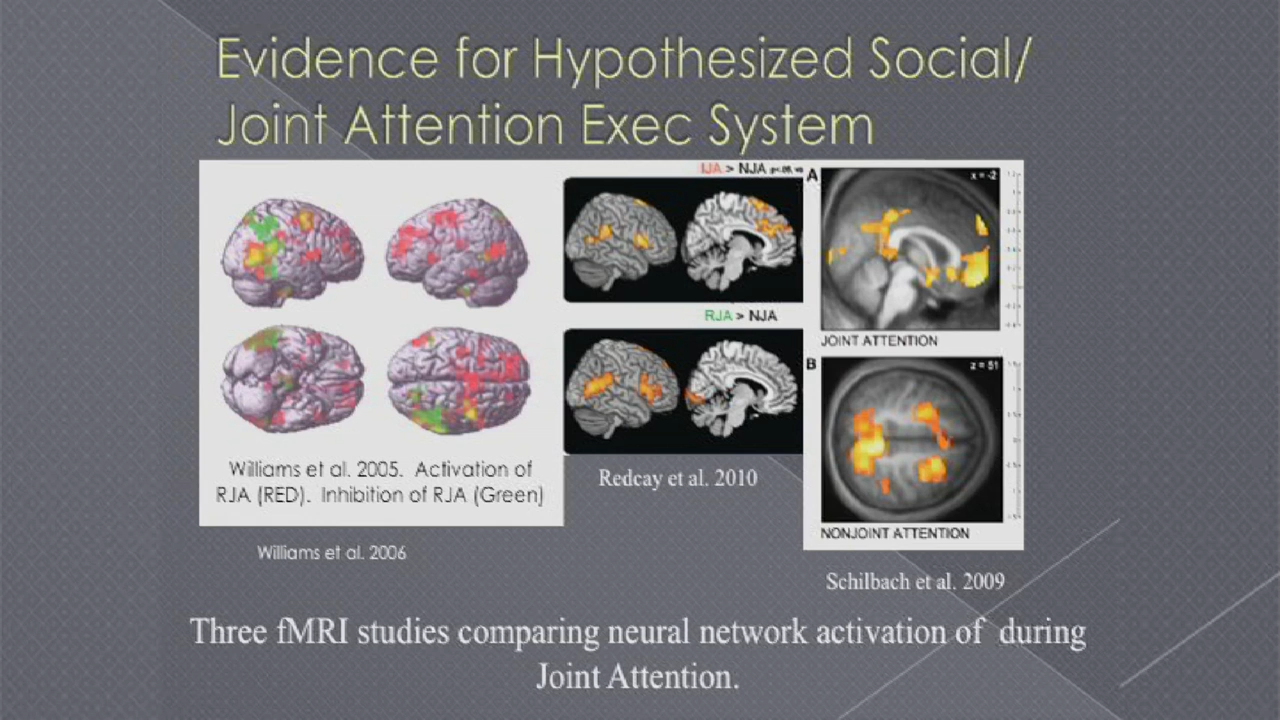 Evidence for Hypothesized Social/
Joint Attention Exec System
IJA > NJA
RJA > NJA
A
x = -2
JOINT ATTENTION
B
z = 51
NONJOINT ATTENTION
Williams et al. 2005. Activation of
RJA (RED). Inhibition of RJA (Green)
Redcay et al. 2010
Williams et al. 2006
Schilbach et al. 2009
Three fMRI studies comparing neural network activation of during
Joint Attention.